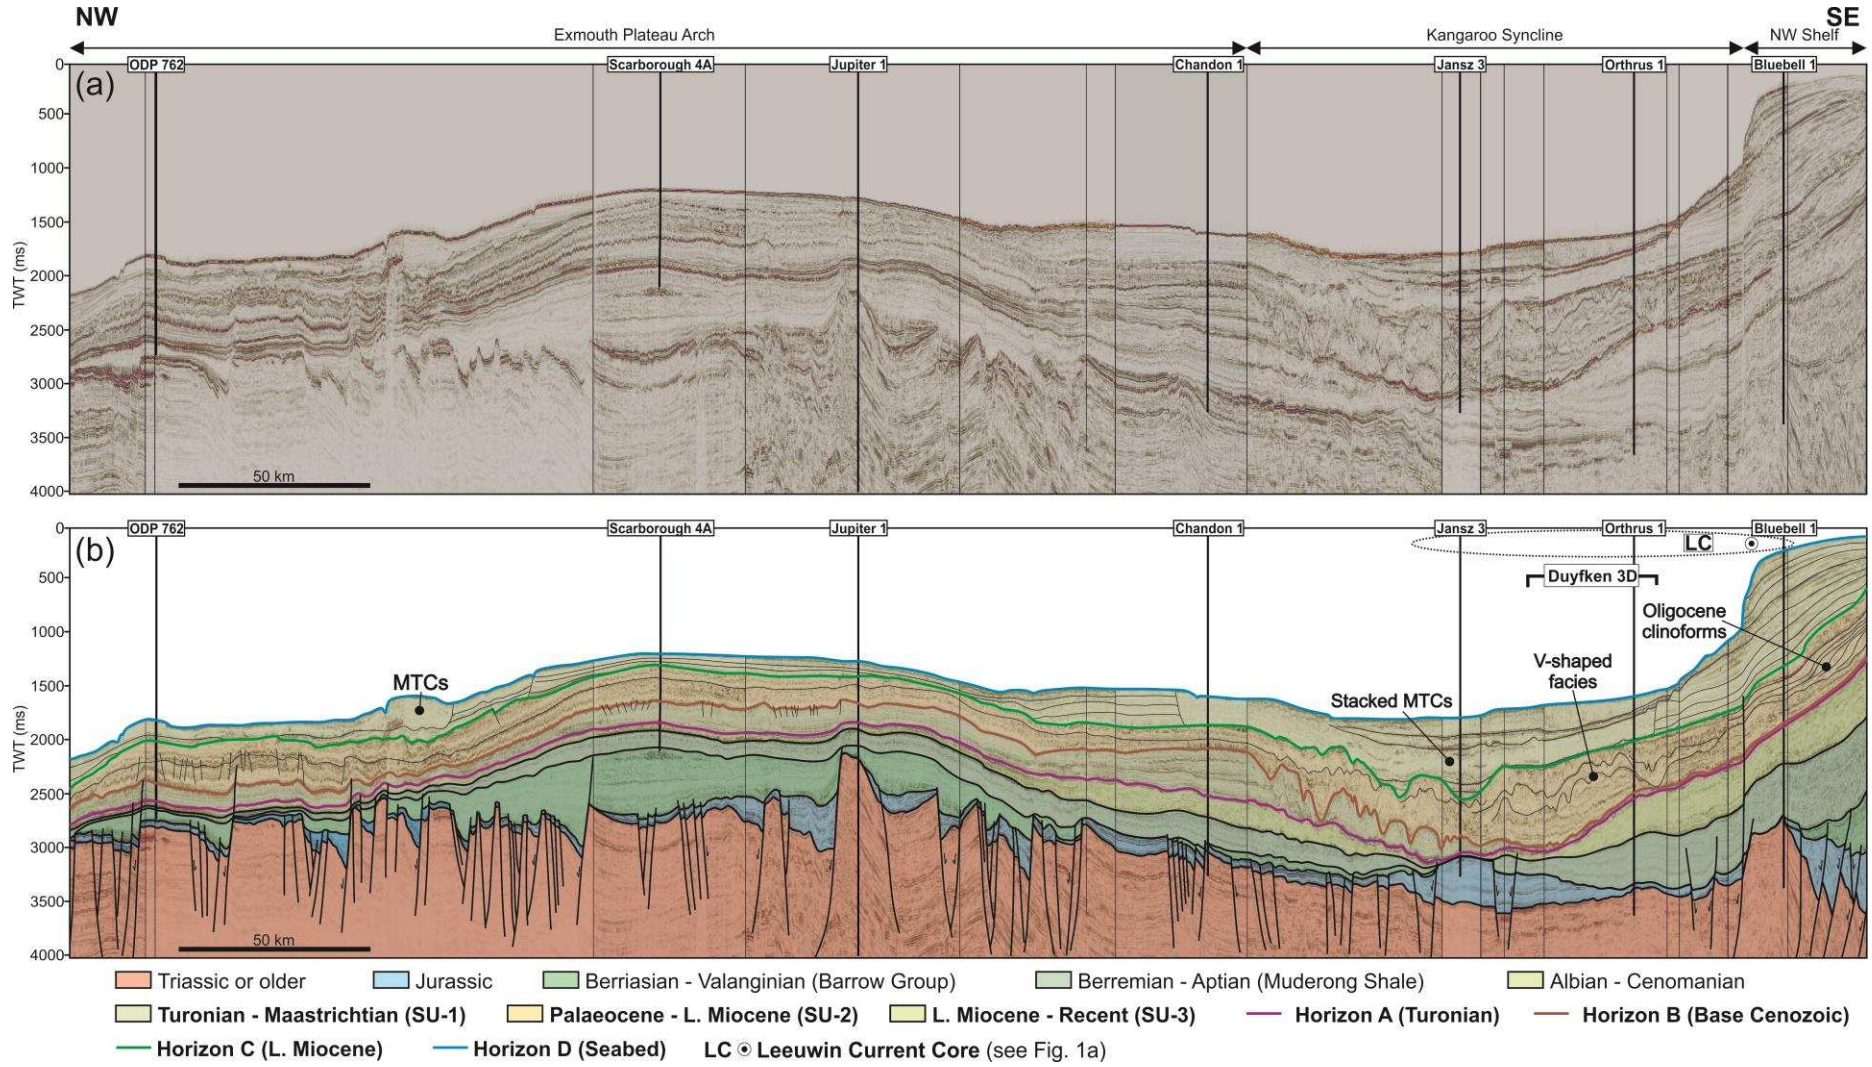 NW
SE
Exmouth Plateau Arch
Kangaroo Syncline
NW Shelf
ODP 762
Scarborough 4A
Jupiter 1
Chandon 1
Jansz 3
Orthrus 1
Bluebell 1
(a)
0
500
1000
1500
2000
2500
3000
3500
4000
TWT (ms)
50 km
ODP 762
Scarborough 4A
Jupiter 1
Chandon 1
Jansz 3
Orthrus 1
Bluebell 1
(b)
LC
Duyfken 3D
Oligocene
clinoforms
V-shaped
facies
Stacked MTCs
MTCs
0
500
1000
1500
2000
2500
3000
3500
4000
TWT (ms)
50 km
Triassic or older
Jurassic
Berriasian - Valanginian (Barrow Group)
Berremian - Aptian (Muderong Shale)
Albian - Cenomanian
Turonian - Maastrichtian (SU-1)
Palaeocene - L. Miocene (SU-2)
L. Miocene - Recent (SU-3)
Horizon A (Turonian)
Horizon B (Base Cenozoic)
Horizon C (L. Miocene)
Horizon D (Seabed)
LC Leeuwin Current Core (see Fig. 1a)